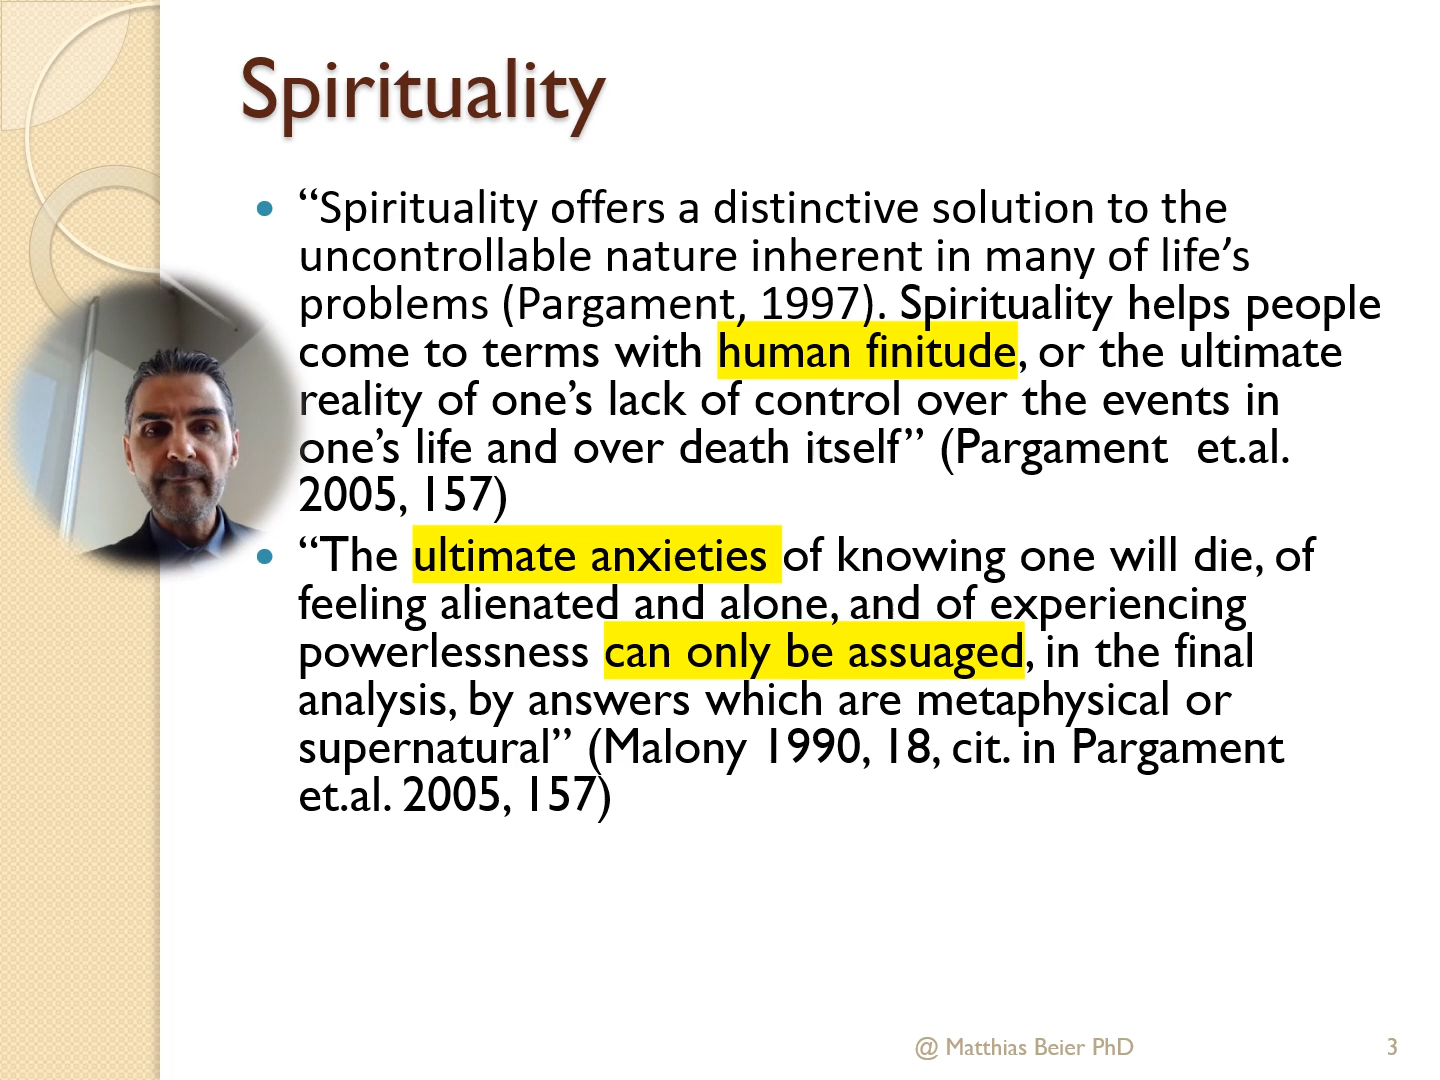 Spirituality
• “Spirituality offers a distinctive solution to the
uncontrollable nature inherent in many of life’s
problems (Pargament, 1997). Spirituality helps people
come to terms with human finitude, or the ultimate
reality of one’s lack of control over the events in
one’s life and over death itself” (Pargament  et.al.
2005, 157)
• “The ultimate anxieties of knowing one will die, of
feeling alienated and alone, and of experiencing
powerlessness can only be assuaged, in the final
analysis, by answers which are metaphysical or
supernatural” (Malony 1990, 18, cit. in Pargament
et.al. 2005, 157)
@ Matthias Beier PhD 3